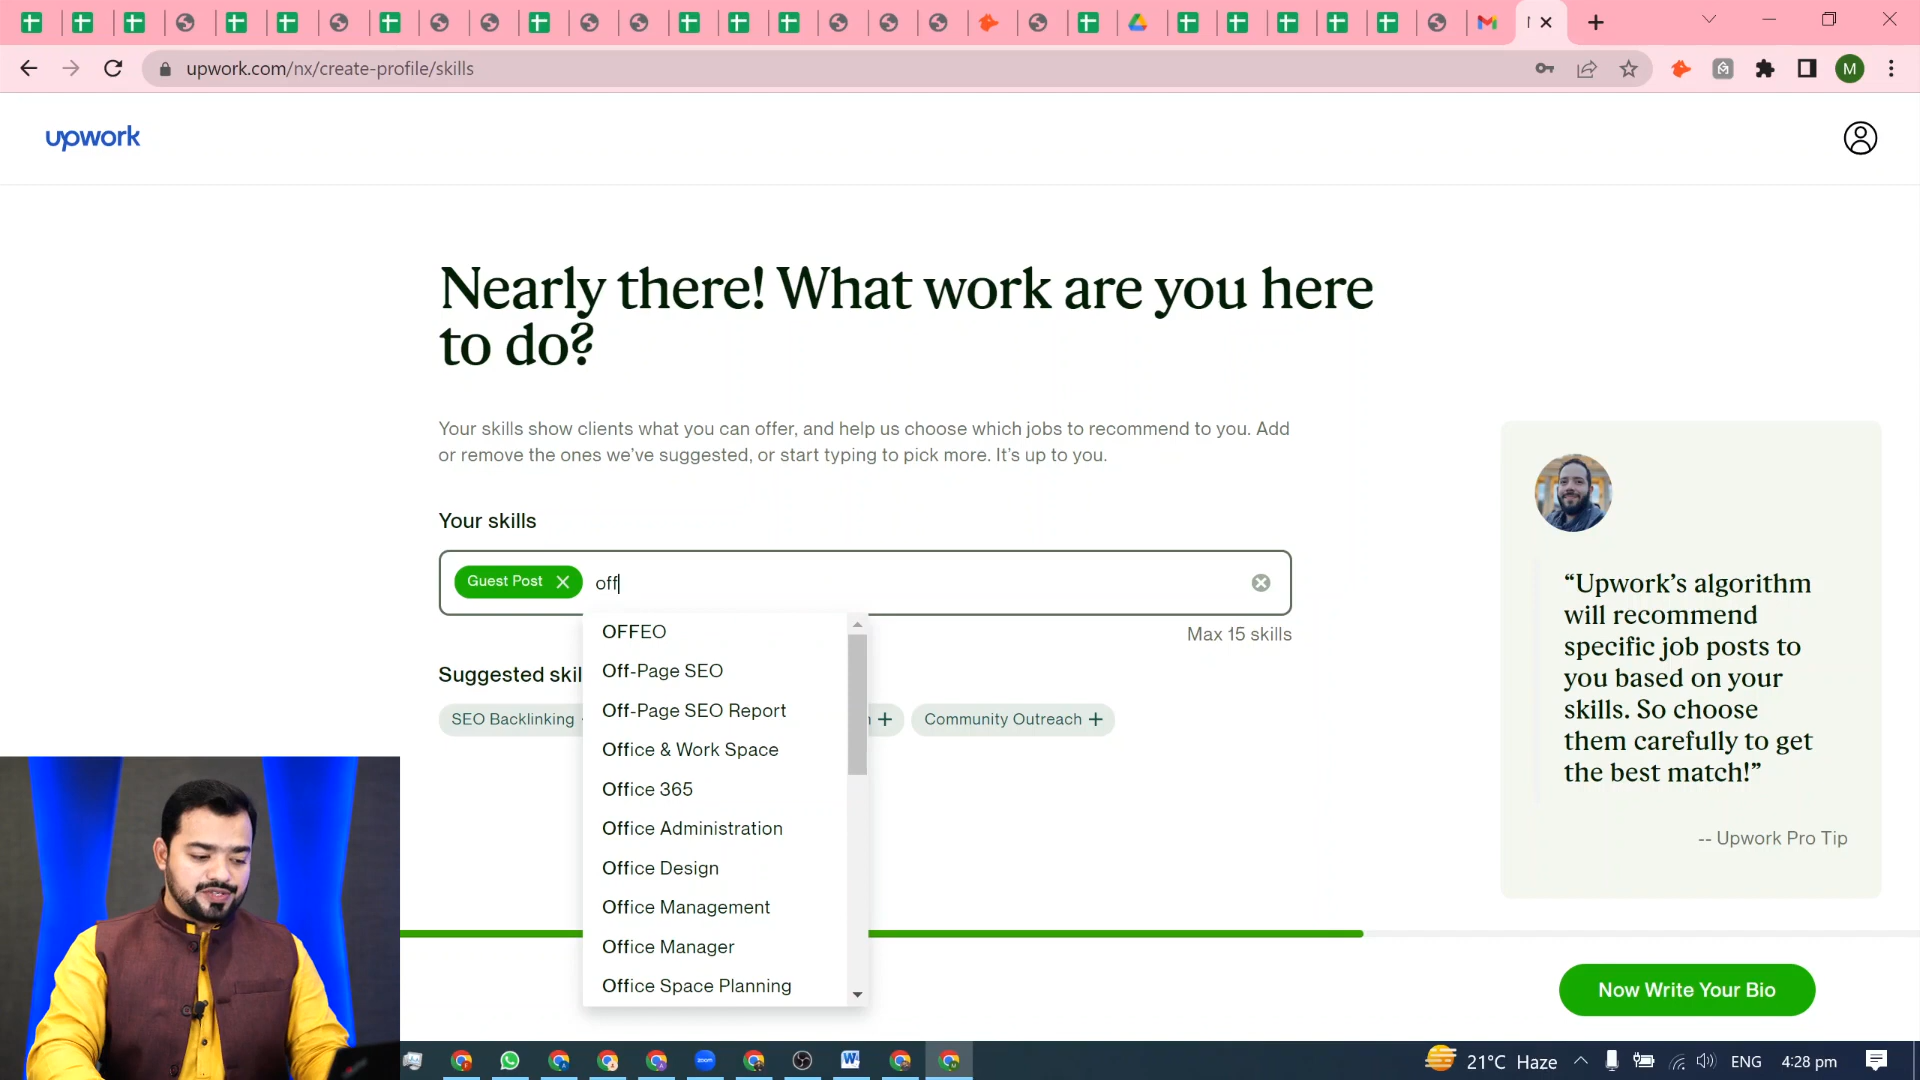 upwork.com/nx/create-profile/skills
M
upwork
Nearly there! What work are you here
to do?
Your skills show clients what you can offer, and help us choose which jobs to recommend to you. Add
or remove the ones we've suggested, or start typing to pick more. It's up to you.
Your skills
Guest Post
off
Max 15 skills
OFFEO
Off-Page SEO
Off-Page SEO Report
Office & Work Space
Office 365
Office Administration
Office Design
Office Management
Office Manager
Office Space Planning
Suggested skil
SEO Backlinking
Community Outreach +
“Upwork's algorithm
will recommend
specific job posts to
you based on your
skills. So choose
them carefully to get
the best match!”
-- Upwork Pro Tip
Now Write Your Bio
21°C Haze
ENG
4:28 pm